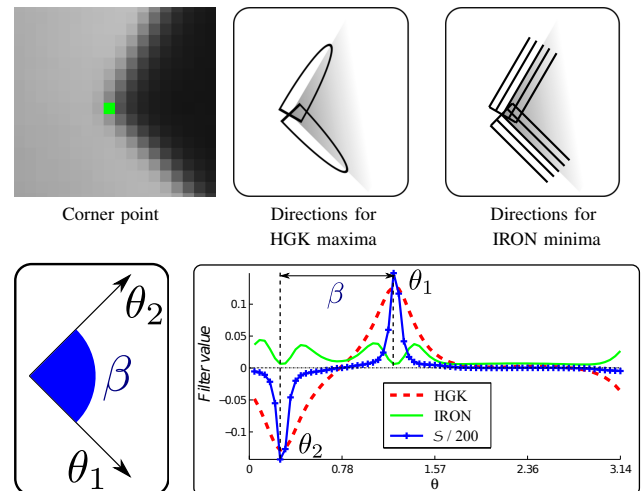 Corner point
Directions for
HGK maxima
Directions for
IRON minima
θ₂
β
θ₁
Filter value
0.1
0.05
0
−0.05
−0.1
β
θ₁
θ₂
HGK
IRON
S / 200
0 0.78 1.57 2.36 3.14
θ